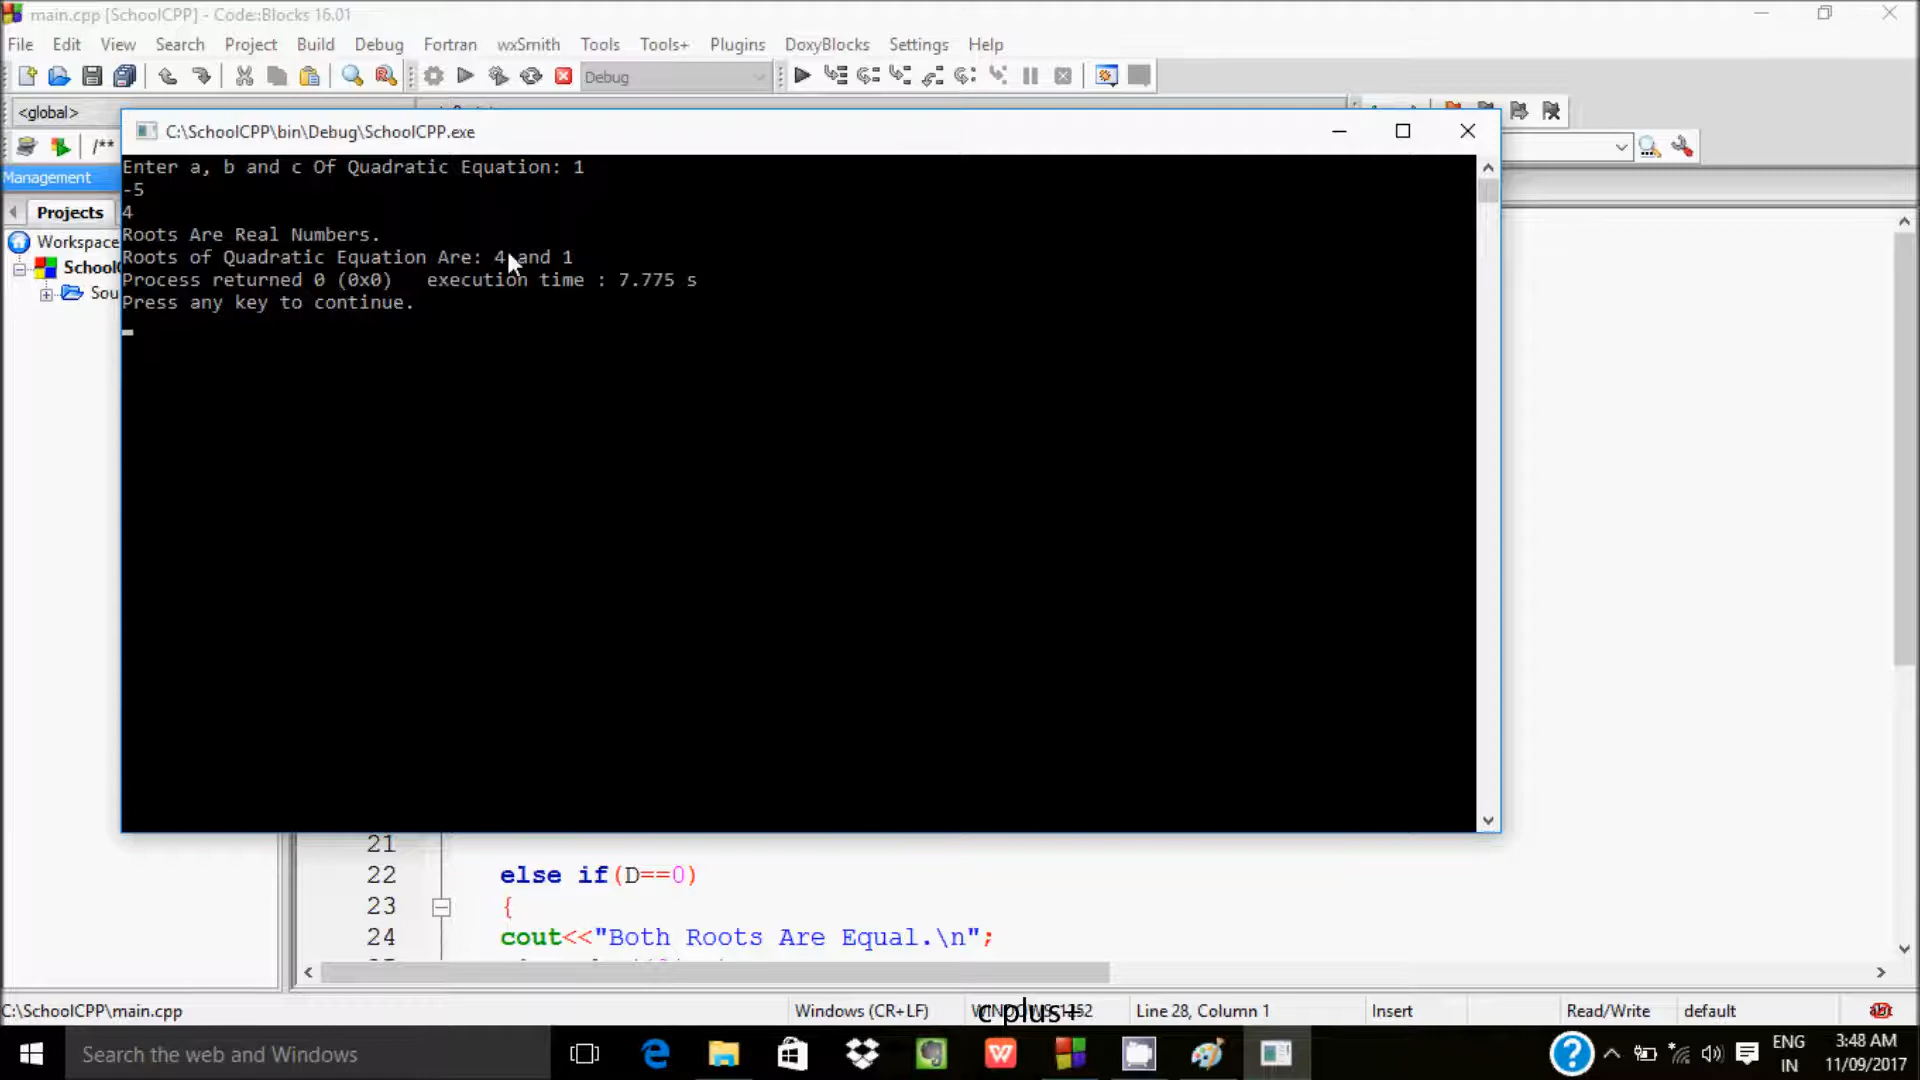 main.cpp [SchoolCPP] - Code::Blocks 16.01
File Edit View Search Project Build Debug Fortran wxSmith Tools Tools+ Plugins DoxyBlocks Settings Help
Debug
<global>
C:\SchoolCPP\bin\Debug\SchoolCPP.exe
/**
Management
Projects
Workspace
School
Sou
Enter a, b and c Of Quadratic Equation: 1
-5
4
Roots Are Real Numbers.
Roots of Quadratic Equation Are: 4 and 1
Process returned 0 (0x0)   execution time : 7.775 s
Press any key to continue.
21
22 else if(D==0)
23 {
24 cout<<"Both Roots Are Equal.\n";
C:\SchoolCPP\main.cpp Windows (CR+LF) WINDOWS-1252 Line 28, Column 1 Insert Read/Write default
c plus+
Search the web and Windows
ENG
IN
3:48 AM
11/09/2017